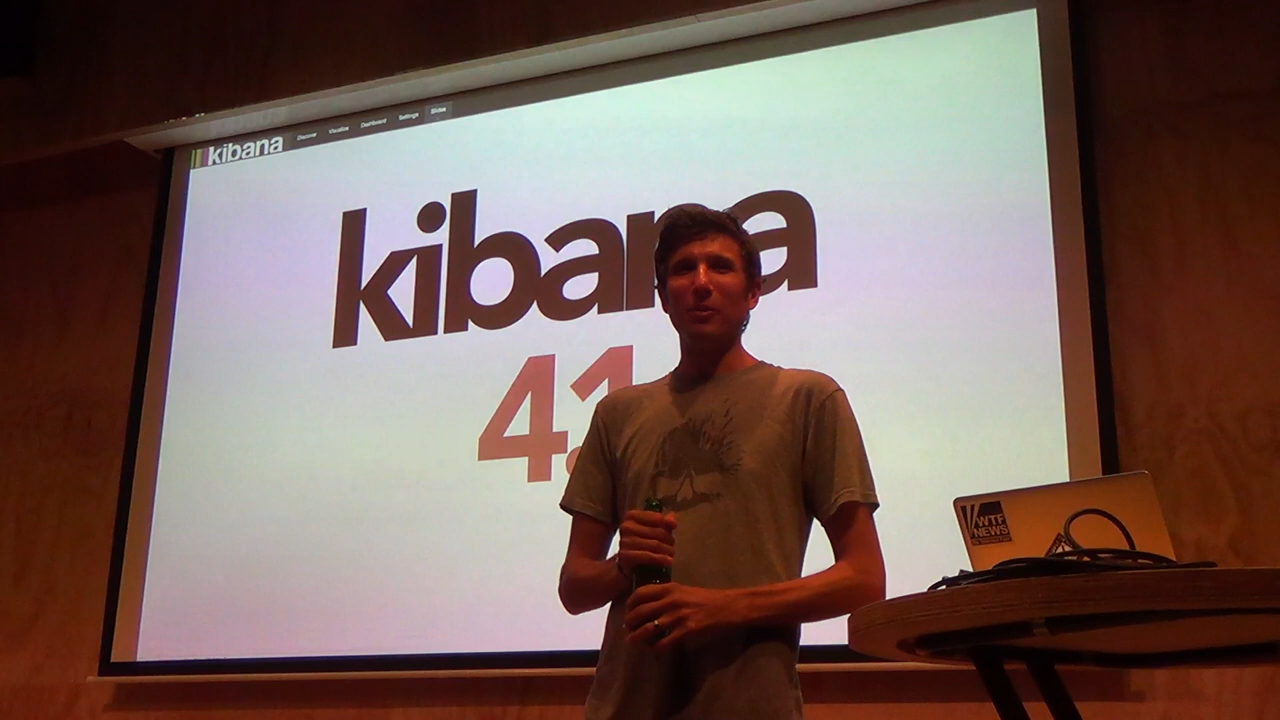 kibana Discover Visualize Dashboard Settings Slides
kibana
4.1
WTF
NEWS